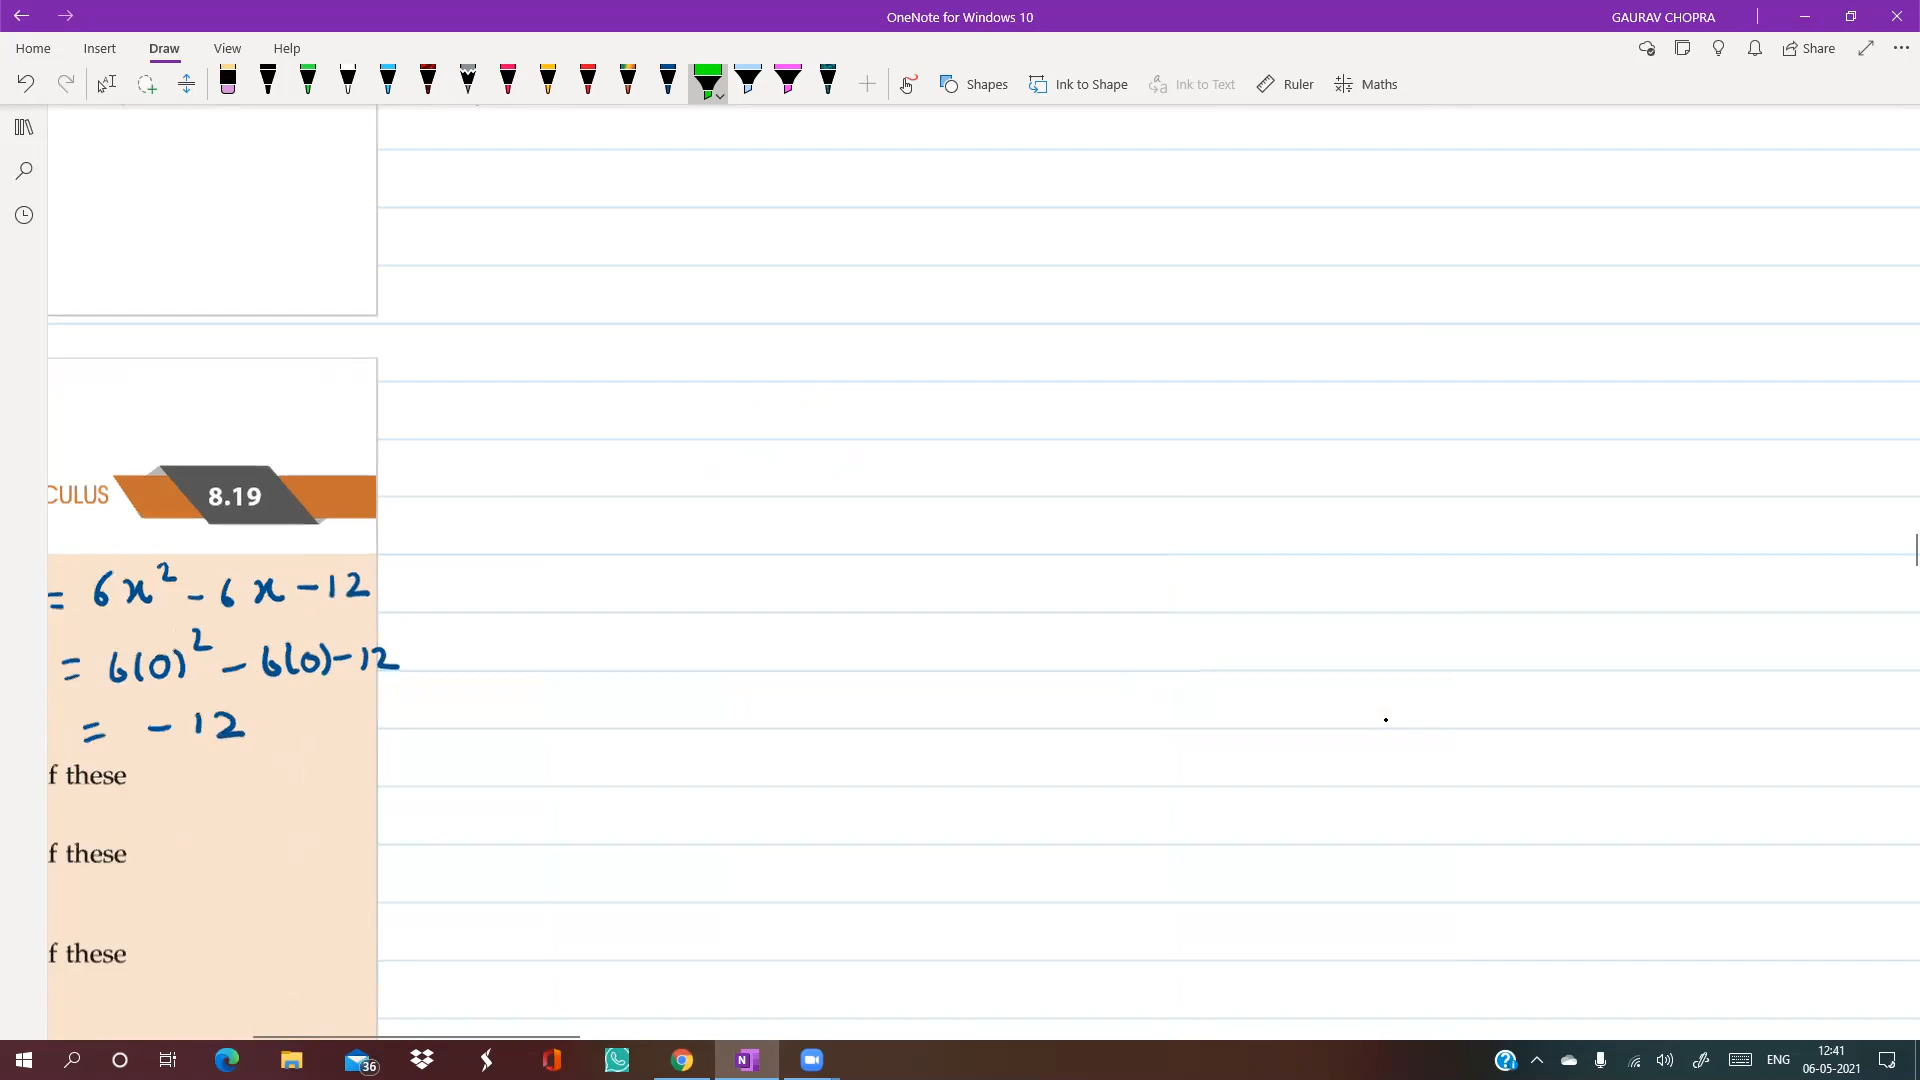 OneNote for Windows 10
GAURAV CHOPRA
Home Insert Draw View Help
Share
Shapes Ink to Shape Ink to Text Ruler Maths
CULUS 8.19
= 6x² - 6x - 12
= 6(0)² - 6(0) - 12
= - 12
f these
f these
f these
36
ENG
12:41
06-05-2021